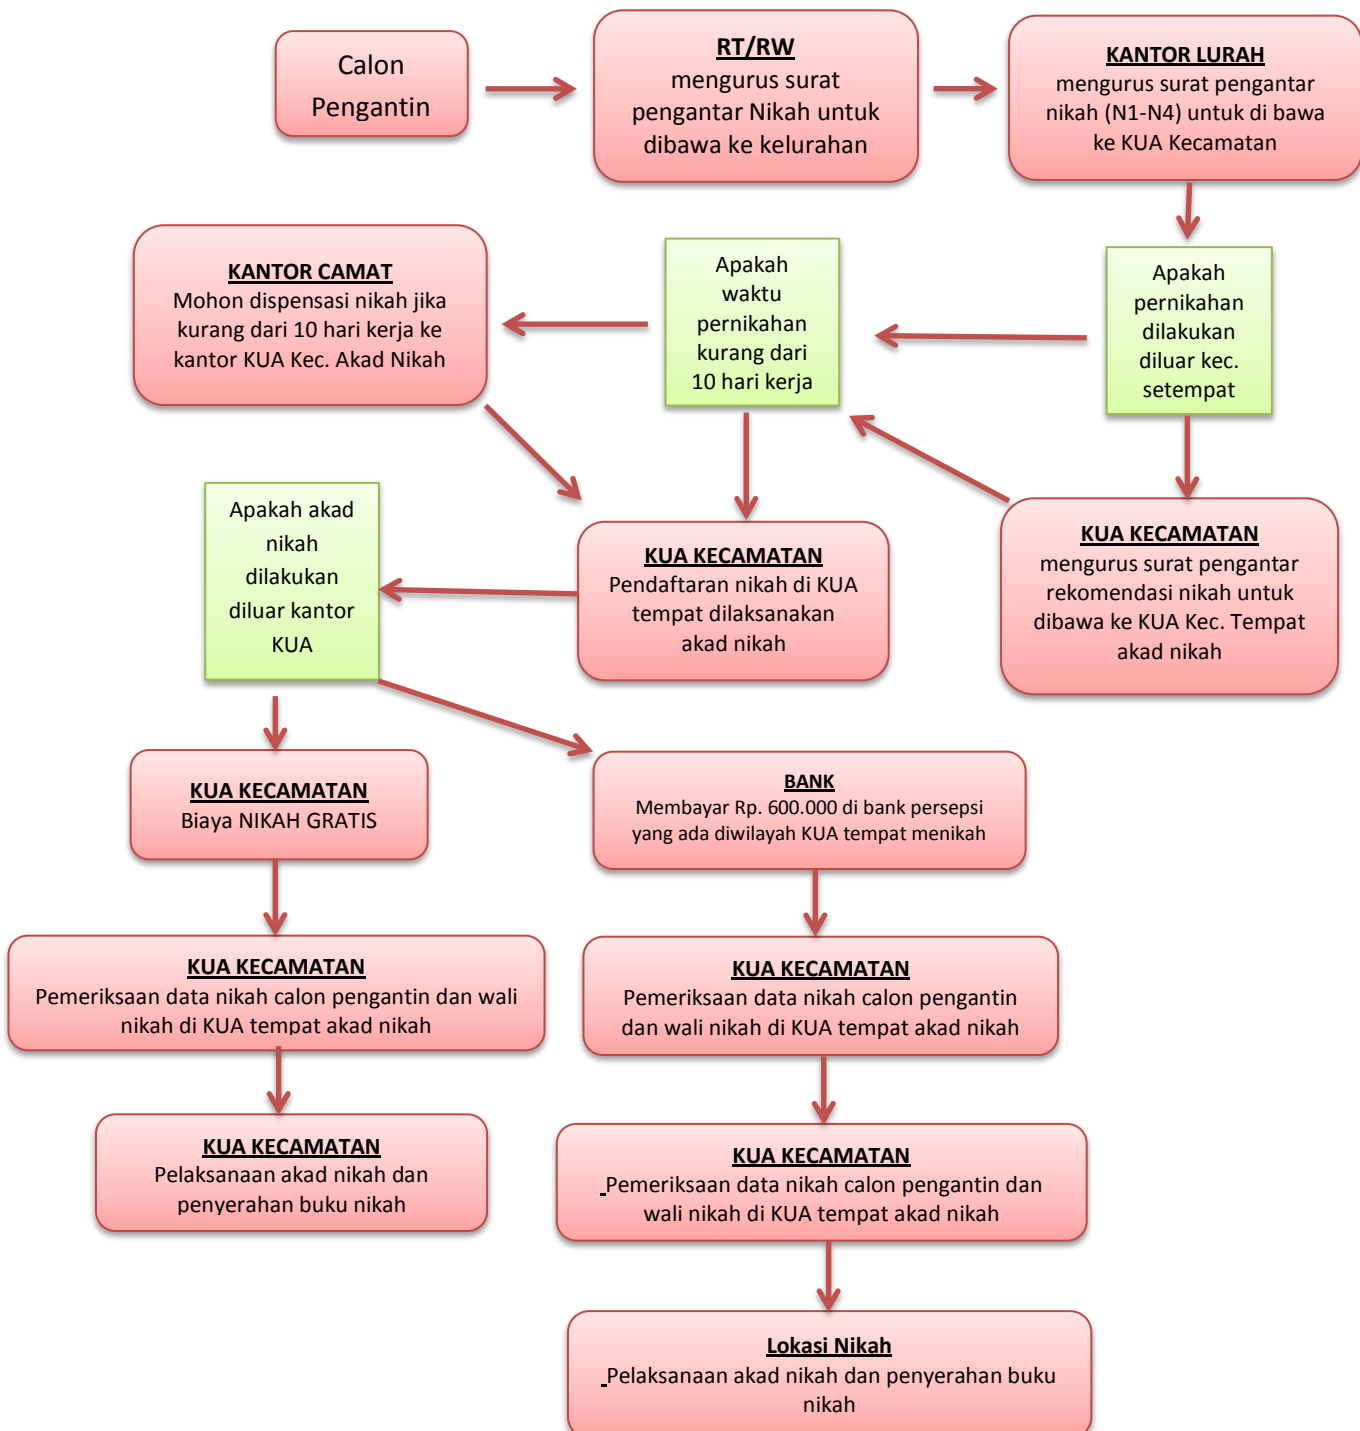 Calon
Pengantin
RT/RW
mengurus surat
pengantar Nikah untuk
dibawa ke kelurahan
KANTOR LURAH
mengurus surat pengantar
nikah (N1-N4) untuk di bawa
ke KUA Kecamatan
KANTOR CAMAT
Mohon dispensasi nikah jika
kurang dari 10 hari kerja ke
kantor KUA Kec. Akad Nikah
Apakah
waktu
pernikahan
kurang dari
10 hari kerja
Apakah
pernikahan
dilakukan
diluar kec.
setempat
Apakah akad
nikah
dilakukan
diluar kantor
KUA
KUA KECAMATAN
Pendaftaran nikah di KUA
tempat dilaksanakan
akad nikah
KUA KECAMATAN
mengurus surat pengantar
rekomendasi nikah untuk
dibawa ke KUA Kec. Tempat
akad nikah
KUA KECAMATAN
Biaya NIKAH GRATIS
BANK
Membayar Rp. 600.000 di bank persepsi
yang ada diwilayah KUA tempat menikah
KUA KECAMATAN
Pemeriksaan data nikah calon pengantin dan wali
nikah di KUA tempat akad nikah
KUA KECAMATAN
Pemeriksaan data nikah calon pengantin
dan wali nikah di KUA tempat akad nikah
KUA KECAMATAN
Pelaksanaan akad nikah dan
penyerahan buku nikah
KUA KECAMATAN
Pemeriksaan data nikah calon pengantin dan
wali nikah di KUA tempat akad nikah
Lokasi Nikah
Pelaksanaan akad nikah dan penyerahan buku
nikah